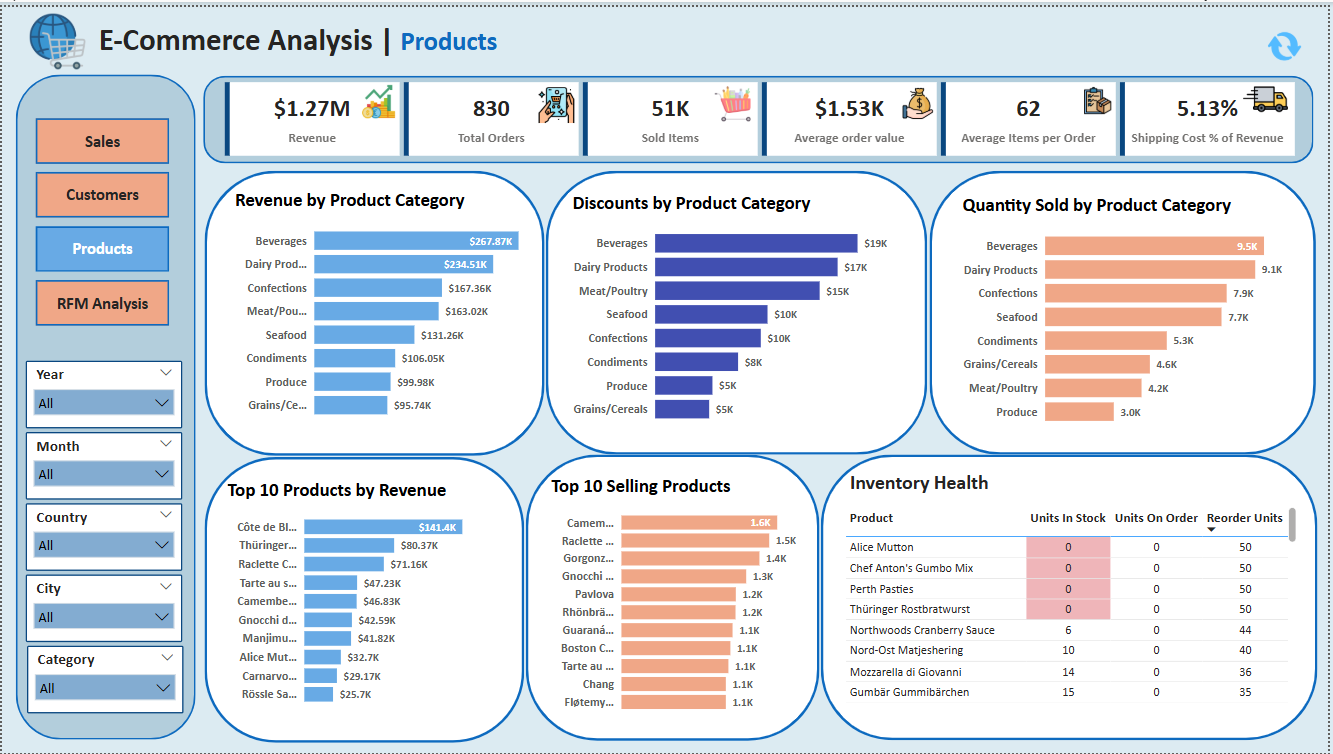 E-Commerce Analysis | Products
Sales
Customers
Products
RFM Analysis
Year
All
Month
All
Country
All
City
All
Category
All
$1.27M
Revenue
830
Total Orders
51K
Sold Items
$1.53K
Average order value
62
Average Items per Order
5.13%
Shipping Cost % of Revenue
Revenue by Product Category
Beverages $267.87K
Dairy Prod... $234.51K
Confections $167.36K
Meat/Pou... $163.02K
Seafood $131.26K
Condiments $106.05K
Produce $99.98K
Grains/Ce... $95.74K
Discounts by Product Category
Beverages $19K
Dairy Products $17K
Meat/Poultry $15K
Seafood $10K
Confections $10K
Condiments $8K
Produce $5K
Grains/Cereals $5K
Quantity Sold by Product Category
Beverages 9.5K
Dairy Products 9.1K
Confections 7.9K
Seafood 7.7K
Condiments 5.3K
Grains/Cereals 4.6K
Meat/Poultry 4.2K
Produce 3.0K
Top 10 Products by Revenue
Côte de Bl... $141.4K
Thüringer... $80.37K
Raclette C... $71.16K
Tarte au s... $47.23K
Camembe... $46.83K
Gnocchi d... $42.59K
Manjimu... $41.82K
Alice Mut... $32.7K
Carnarvo... $29.17K
Rössle Sa... $25.7K
Top 10 Selling Products
Camem... 1.6K
Raclette ... 1.5K
Gorgonz... 1.4K
Gnocchi ... 1.3K
Pavlova 1.2K
Rhönbrä... 1.2K
Guaraná... 1.1K
Boston C... 1.1K
Tarte au ... 1.1K
Chang 1.1K
Fløtemy... 1.1K
Inventory Health
Product Units In Stock Units On Order Reorder Units
Alice Mutton 0 0 50
Chef Anton's Gumbo Mix 0 0 50
Perth Pasties 0 0 50
Thüringer Rostbratwurst 0 0 50
Northwoods Cranberry Sauce 6 0 44
Nord-Ost Matjeshering 10 0 40
Mozzarella di Giovanni 14 0 36
Gumbär Gummibärchen 15 0 35